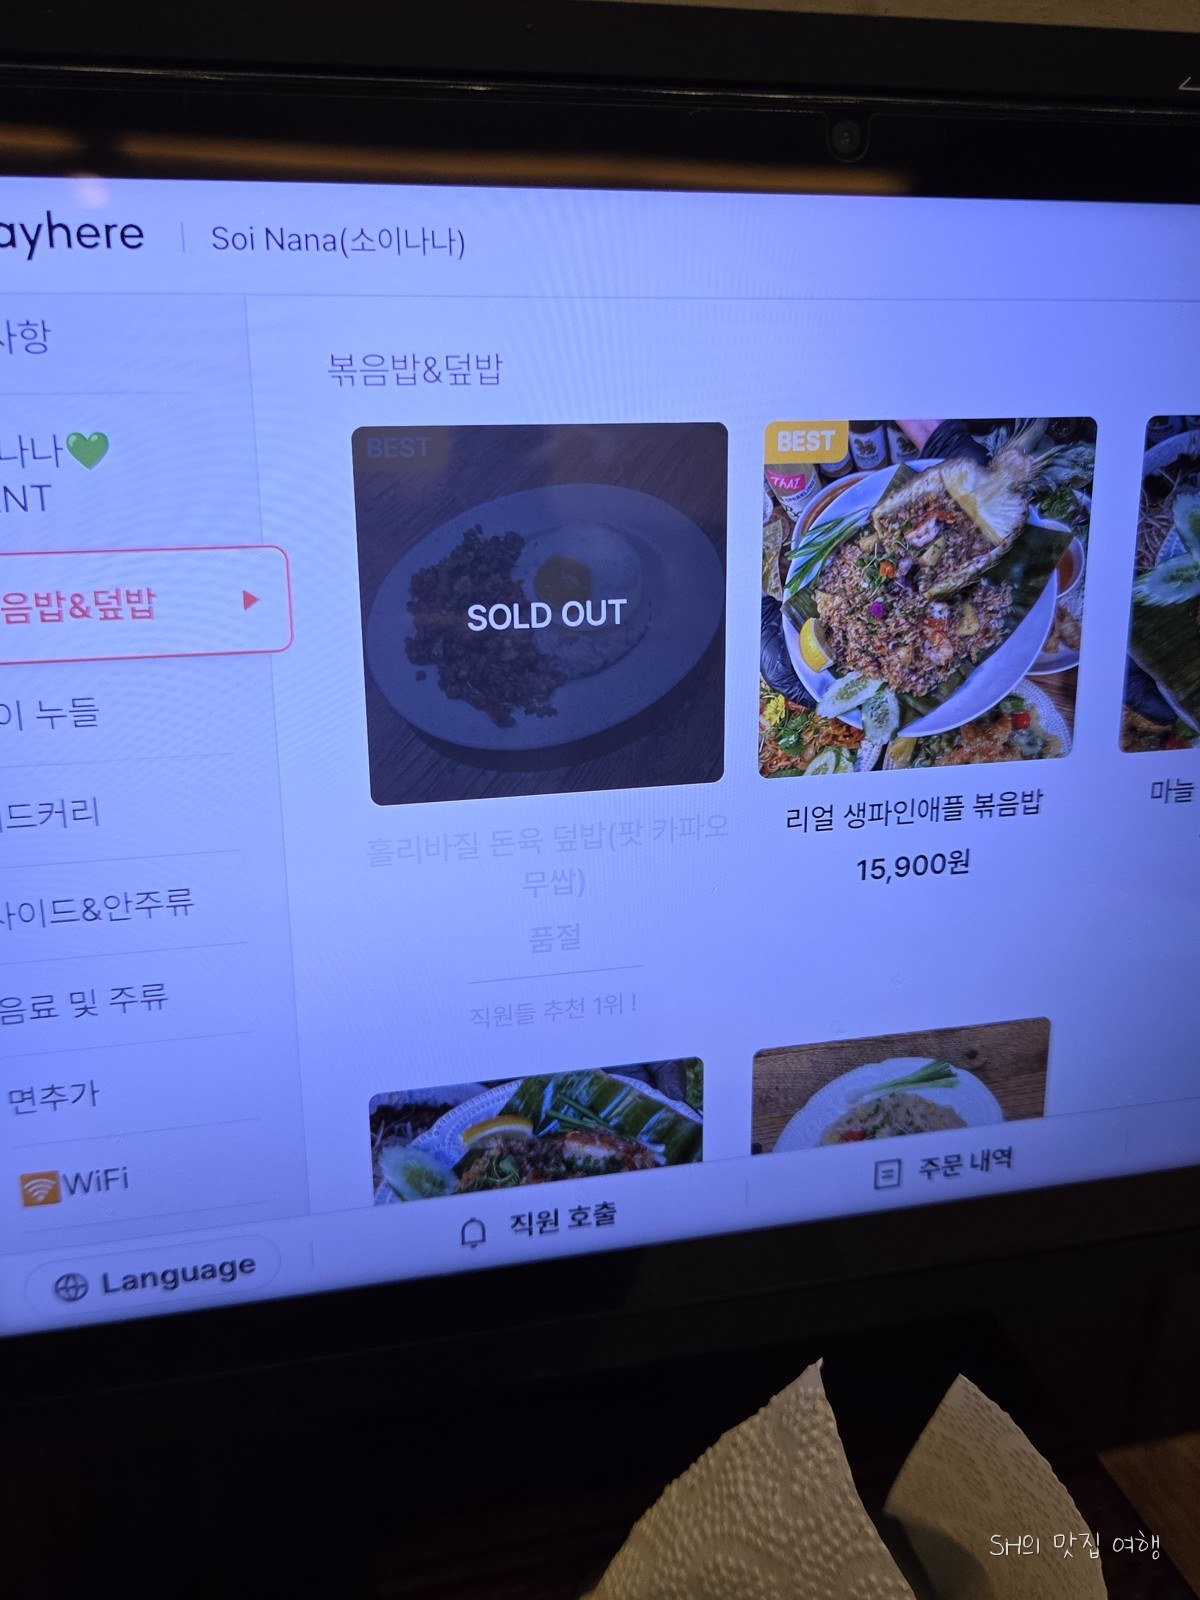 ayhere
Soi Nana(소이나나)
사항
나나💚
ENT
음밥&덮밥
이 누들
드커리
사이드&안주류
음료 및 주류
면추가
WiFi
Language
볶음밥&덮밥
BEST
SOLD OUT
홀리바질 돈육 덮밥(팟 카파오
무쌉)
품절
직원들 추천 1위 !
BEST
THAI
리얼 생파인애플 볶음밥
15,900원
마늘
직원 호출
주문 내역
SH의 맛집 여행